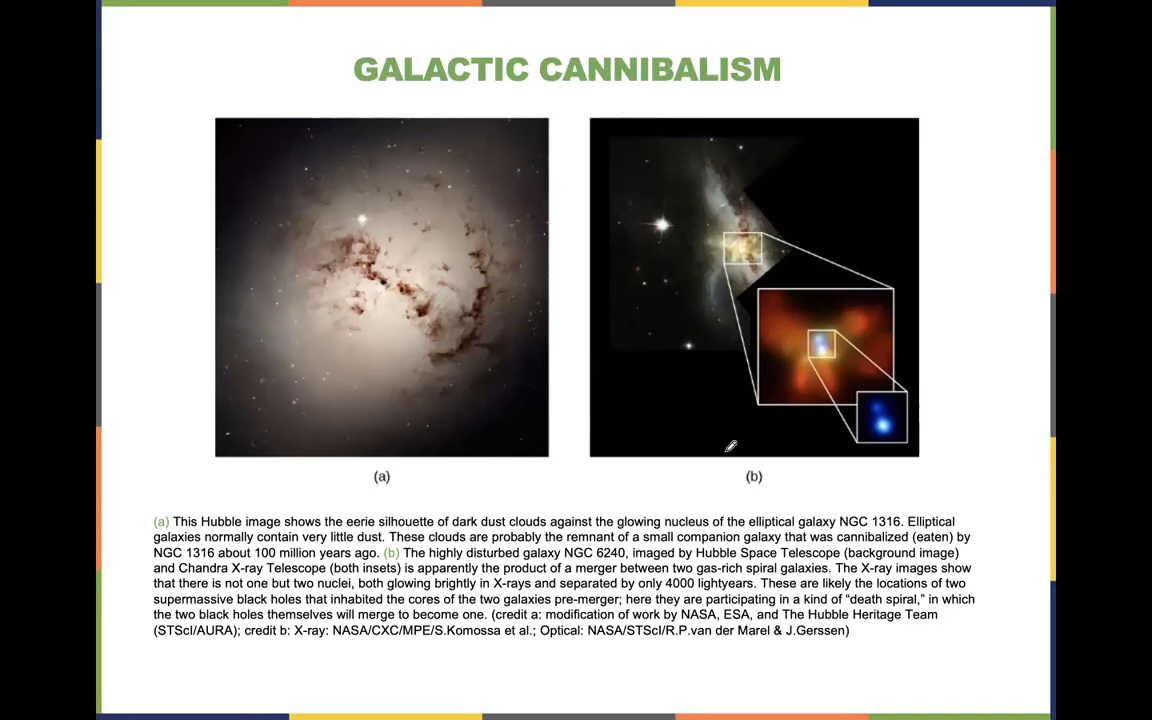 GALACTIC CANNIBALISM
(a)
(b)
(a) This Hubble image shows the eerie silhouette of dark dust clouds against the glowing nucleus of the elliptical galaxy NGC 1316. Elliptical
galaxies normally contain very little dust. These clouds are probably the remnant of a small companion galaxy that was cannibalized (eaten) by
NGC 1316 about 100 million years ago. (b) The highly disturbed galaxy NGC 6240, imaged by Hubble Space Telescope (background image)
and Chandra X-ray Telescope (both insets) is apparently the product of a merger between two gas-rich spiral galaxies. The X-ray images show
that there is not one but two nuclei, both glowing brightly in X-rays and separated by only 4000 lightyears. These are likely the locations of two
supermassive black holes that inhabited the cores of the two galaxies pre-merger; here they are participating in a kind of “death spiral,” in which
the two black holes themselves will merge to become one. (credit a: modification of work by NASA, ESA, and The Hubble Heritage Team
(STScI/AURA); credit b: X-ray: NASA/CXC/MPE/S.Komossa et al.; Optical: NASA/STScI/R.P.van der Marel & J.Gerssen)